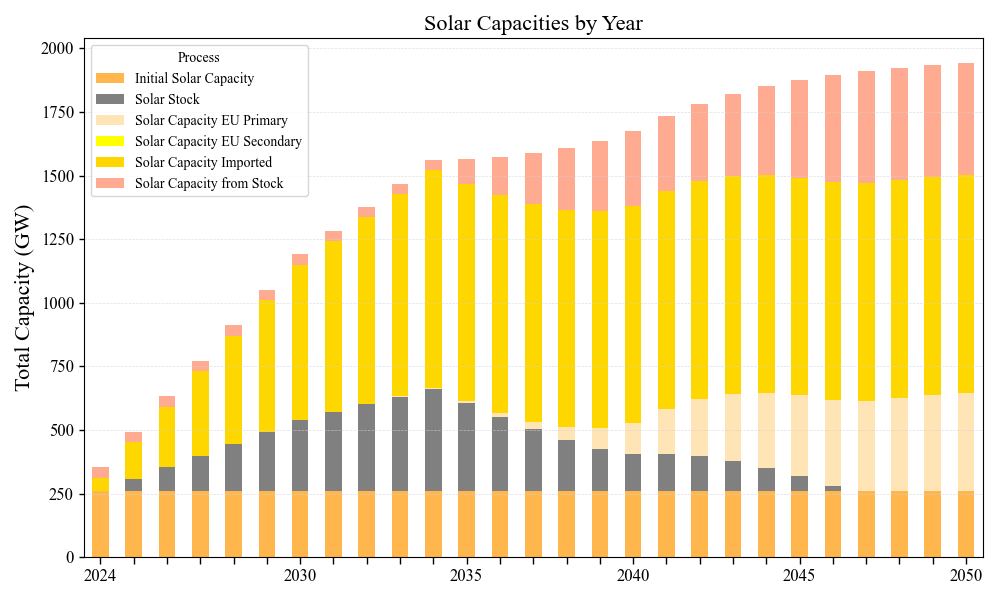 Solar Capacities by Year
Total Capacity (GW)
2000
1750
1500
1250
1000
750
500
250
0
Process
Initial Solar Capacity
Solar Stock
Solar Capacity EU Primary
Solar Capacity EU Secondary
Solar Capacity Imported
Solar Capacity from Stock
2024 2030 2035 2040 2045 2050